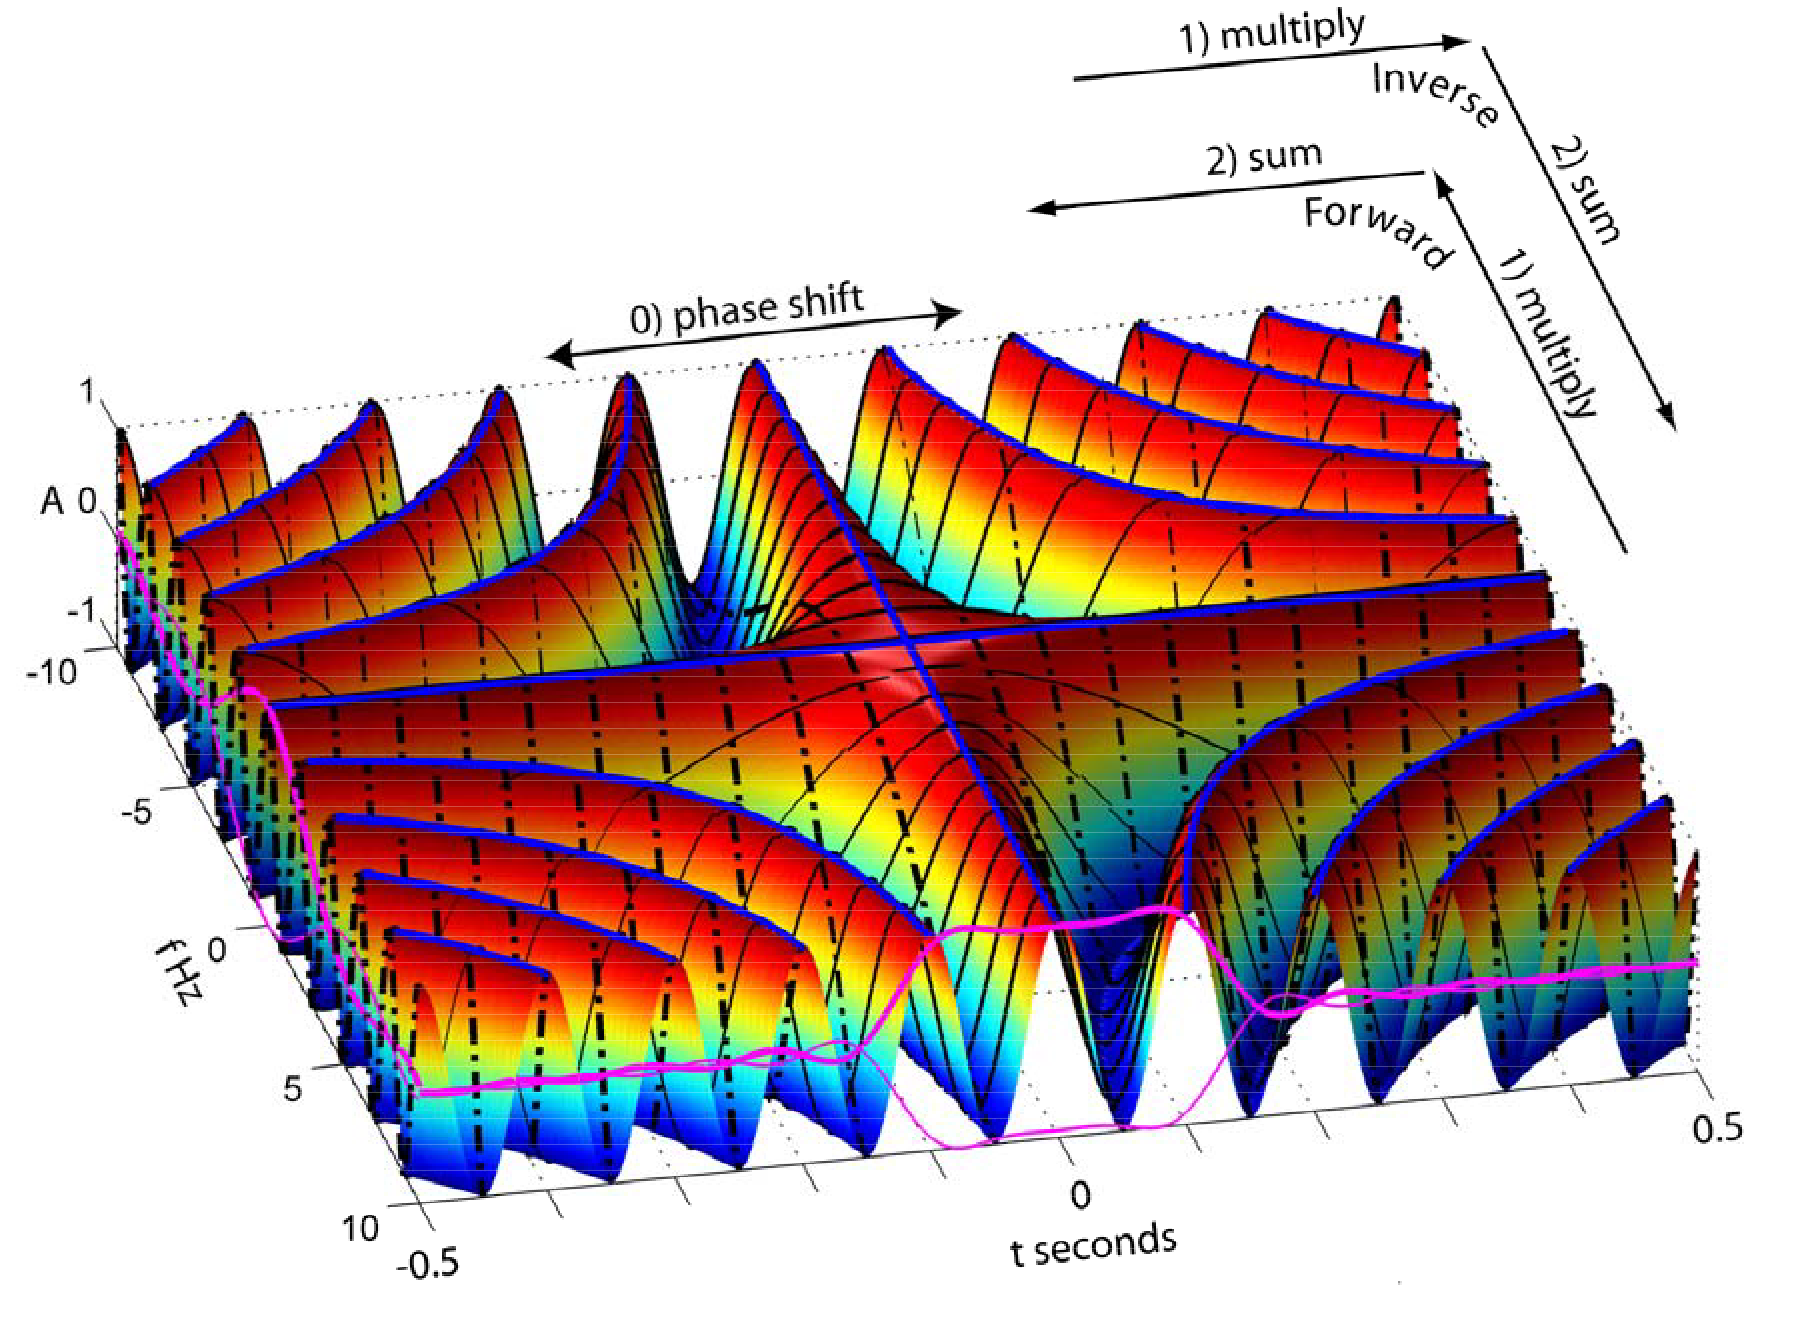 1) multiply
Inverse
2) sum
2) sum
Forward
1) multiply
0) phase shift
1
A 0
-1
-10
-5
0
f Hz
5
10
-0.5
0
0.5
t seconds